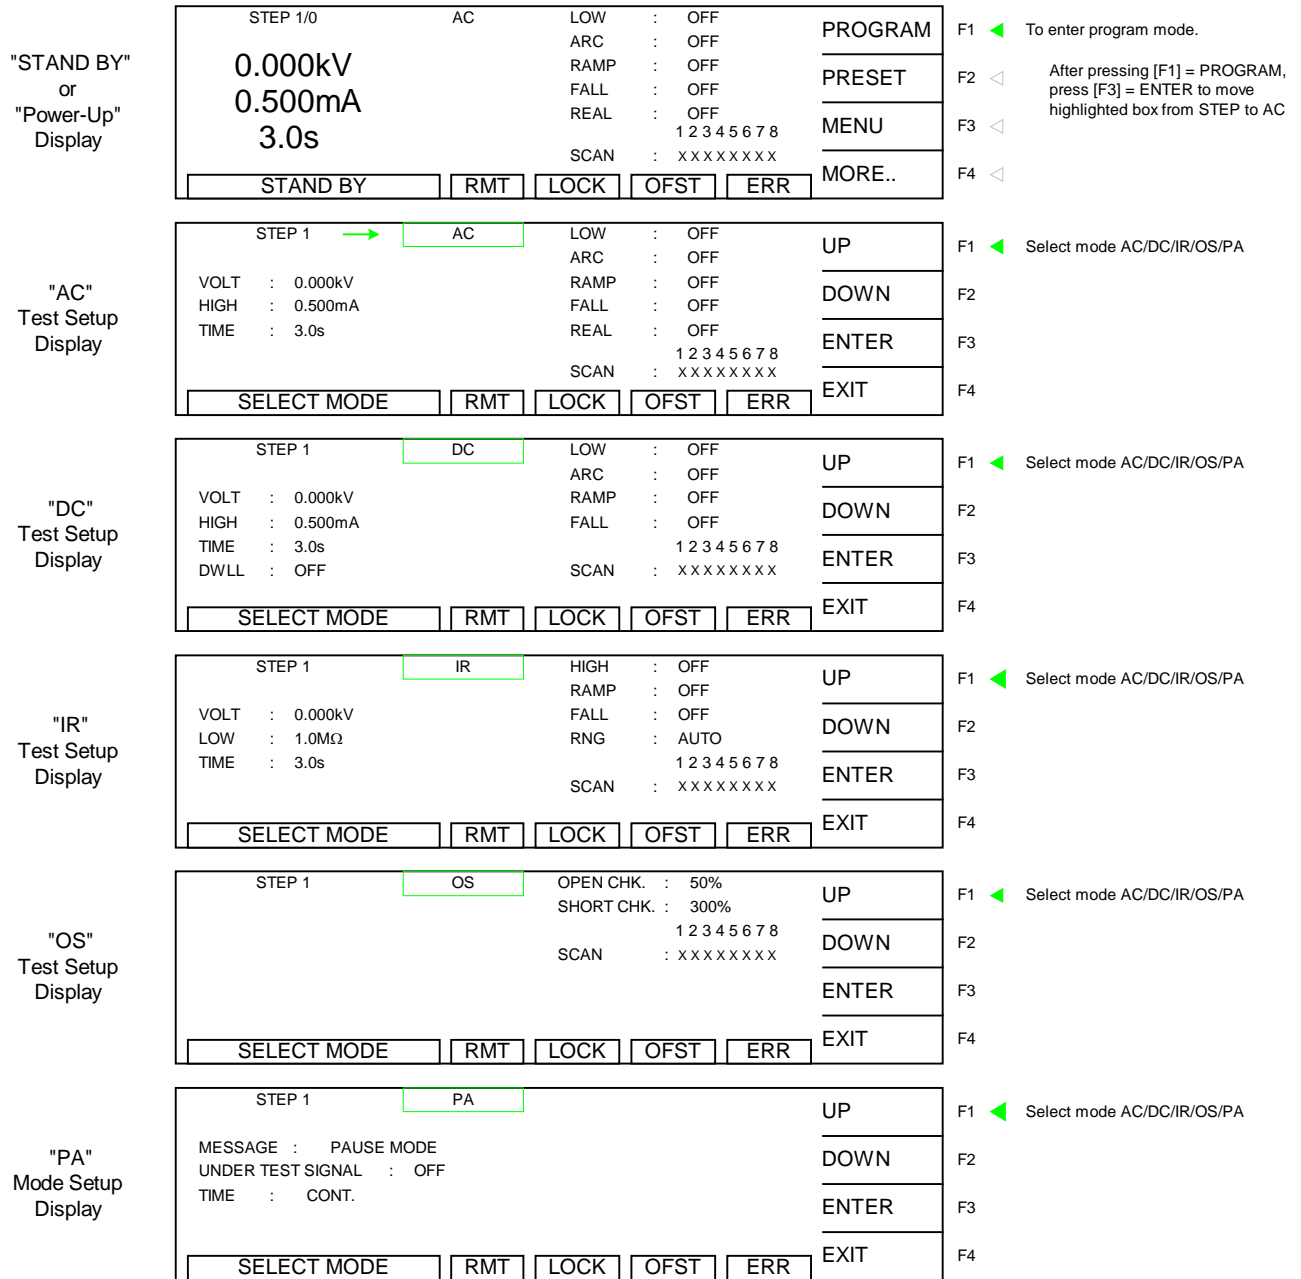 "STAND BY"
or
"Power-Up"
Display
STEP 1/0 AC LOW : OFF
ARC : OFF
0.000kV RAMP : OFF
0.500mA FALL : OFF
REAL : OFF
3.0s 1 2 3 4 5 6 7 8
SCAN : X X X X X X X X
STAND BY RMT LOCK OFST ERR
PROGRAM F1 To enter program mode.
PRESET F2 After pressing [F1] = PROGRAM,
press [F3] = ENTER to move
highlighted box from STEP to AC
MENU F3
MORE.. F4
"AC"
Test Setup
Display
STEP 1 AC LOW : OFF
ARC : OFF
VOLT : 0.000kV RAMP : OFF
HIGH : 0.500mA FALL : OFF
TIME : 3.0s REAL : OFF
1 2 3 4 5 6 7 8
SCAN : X X X X X X X X
SELECT MODE RMT LOCK OFST ERR
UP F1 Select mode AC/DC/IR/OS/PA
DOWN F2
ENTER F3
EXIT F4
"DC"
Test Setup
Display
STEP 1 DC LOW : OFF
ARC : OFF
VOLT : 0.000kV RAMP : OFF
HIGH : 0.500mA FALL : OFF
TIME : 3.0s 1 2 3 4 5 6 7 8
DWLL : OFF SCAN : X X X X X X X X
SELECT MODE RMT LOCK OFST ERR
UP F1 Select mode AC/DC/IR/OS/PA
DOWN F2
ENTER F3
EXIT F4
"IR"
Test Setup
Display
STEP 1 IR HIGH : OFF
RAMP : OFF
VOLT : 0.000kV FALL : OFF
LOW : 1.0MΩ RNG : AUTO
TIME : 3.0s 1 2 3 4 5 6 7 8
SCAN : X X X X X X X X
SELECT MODE RMT LOCK OFST ERR
UP F1 Select mode AC/DC/IR/OS/PA
DOWN F2
ENTER F3
EXIT F4
"OS"
Test Setup
Display
STEP 1 OS OPEN CHK. : 50%
SHORT CHK. : 300%
1 2 3 4 5 6 7 8
SCAN : X X X X X X X X
SELECT MODE RMT LOCK OFST ERR
UP F1 Select mode AC/DC/IR/OS/PA
DOWN F2
ENTER F3
EXIT F4
"PA"
Mode Setup
Display
STEP 1 PA
MESSAGE : PAUSE MODE
UNDER TEST SIGNAL : OFF
TIME : CONT.
SELECT MODE RMT LOCK OFST ERR
UP F1 Select mode AC/DC/IR/OS/PA
DOWN F2
ENTER F3
EXIT F4